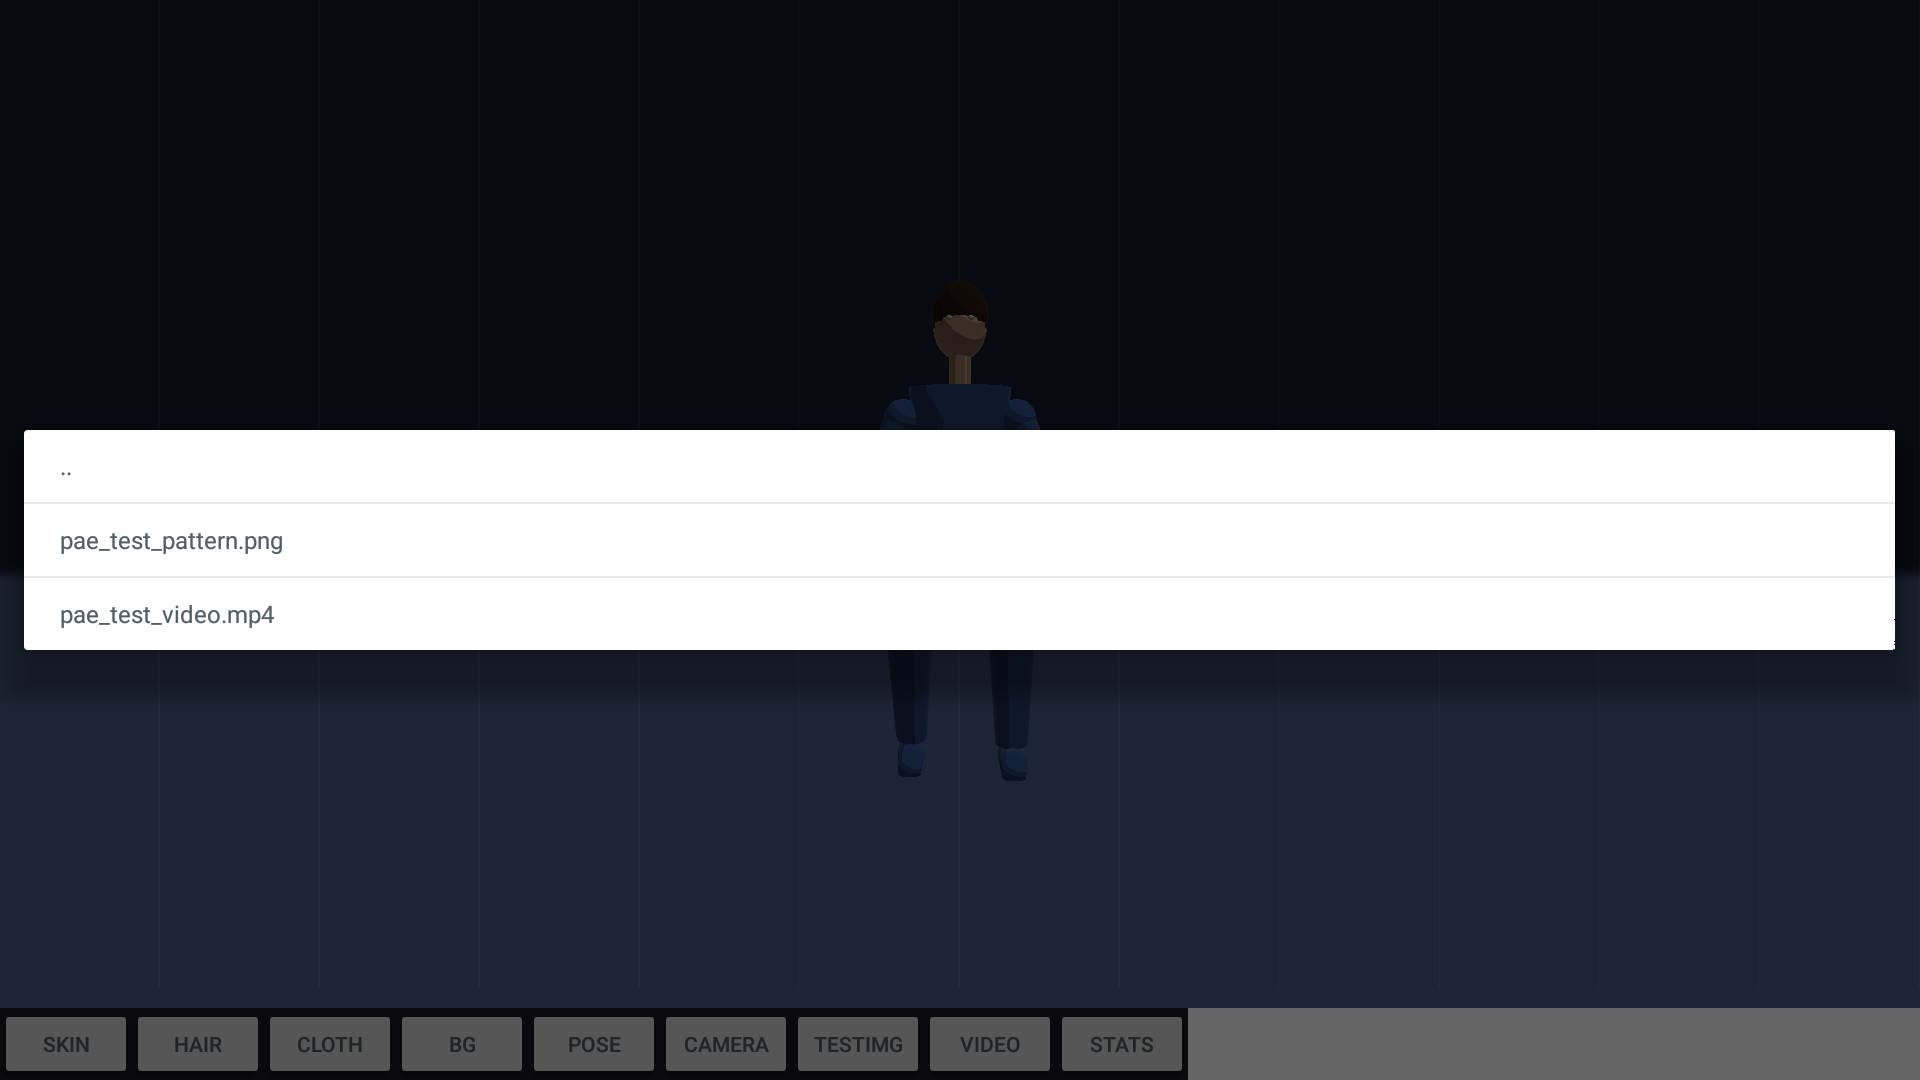 ..
pae_test_pattern.png
pae_test_video.mp4
SKIN HAIR CLOTH BG POSE CAMERA TESTIMG VIDEO STATS